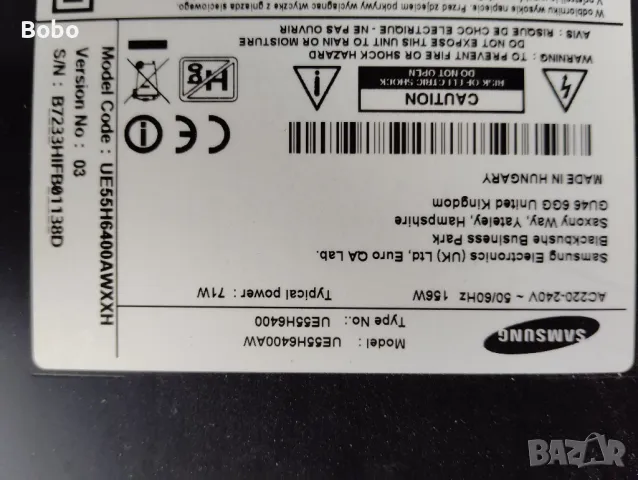 Bobo
SAMSUNG
Model : UE55H6400AW
Type No.: UE55H6400
AC220-240V ~ 50/60Hz 156W Typical power : 71W
Samsung Electronics (UK) Ltd, Euro QA Lab.
Blackbushe Business Park
Saxony Way, Yateley, Hampshire
GU46 6GG United Kingdom
MADE IN HUNGARY
CAUTION
RISK OF ELECTRIC SHOCK
DO NOT OPEN
WARNING : TO PREVENT FIRE OR SHOCK HAZARD
DO NOT EXPOSE THIS UNIT TO RAIN OR MOISTURE
AVIS : RISQUE DE CHOC ELECTRIQUE - NE PAS OUVRIR
W odbiorniku wysokie napięcie. Przed zdjęciem pokrywy wyciągnąć wtyczkę z gniazda sieciowego.
Model Code : UE55H6400AWXXH
Version No : 03
S/N : B7233HIFB01138D
i
CE
Hg
BAZAR
bg